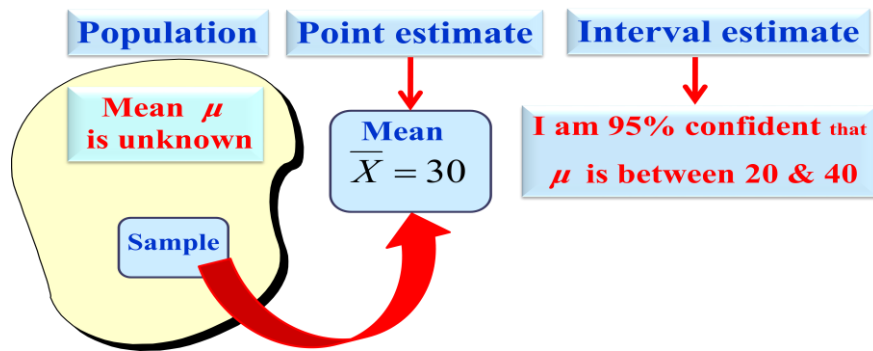 Population
Point estimate
Interval estimate
Mean μ
is unknown
Mean
X̅ = 30
I am 95% confident that
μ is between 20 & 40
Sample